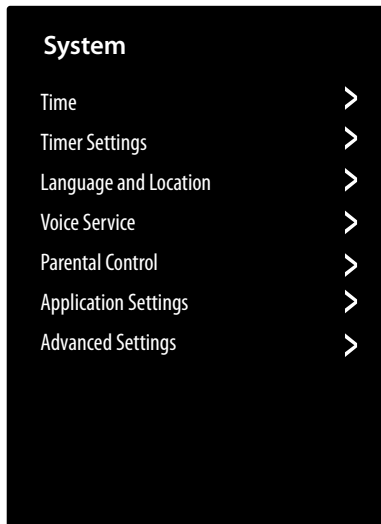 System
Time
Timer Settings
Language and Location
Voice Service
Parental Control
Application Settings
Advanced Settings